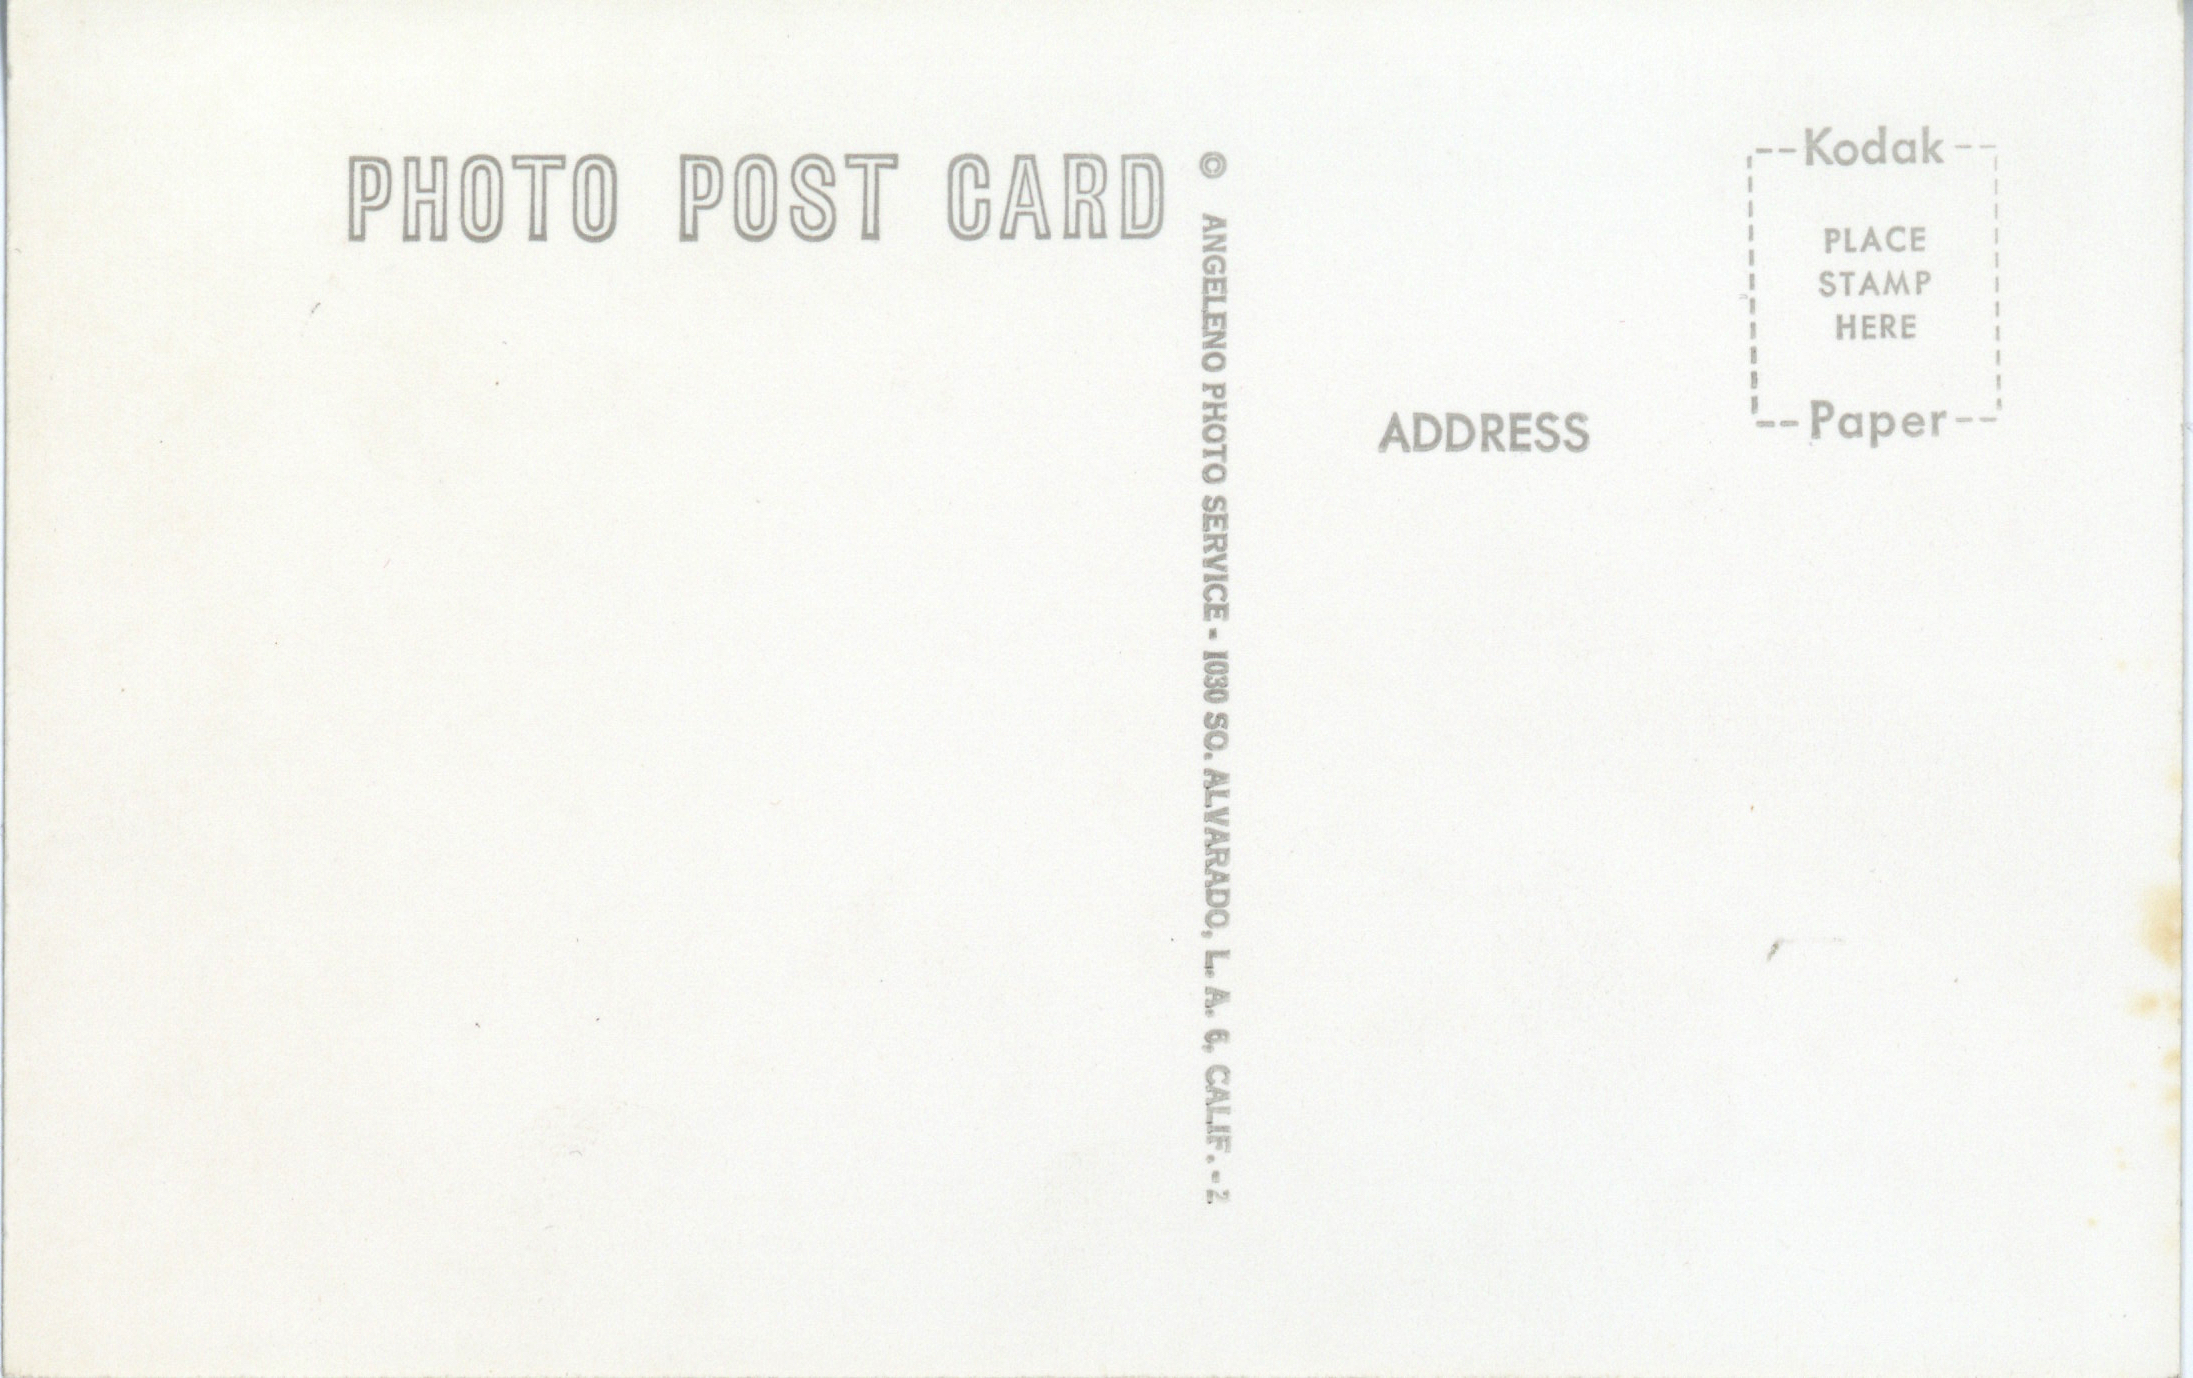 PHOTO POST CARD
© ANGELENO PHOTO SERVICE - 1030 SO. ALVARADO, L. A. 6, CALIF. - 2
Kodak
PLACE
STAMP
HERE
Paper
ADDRESS